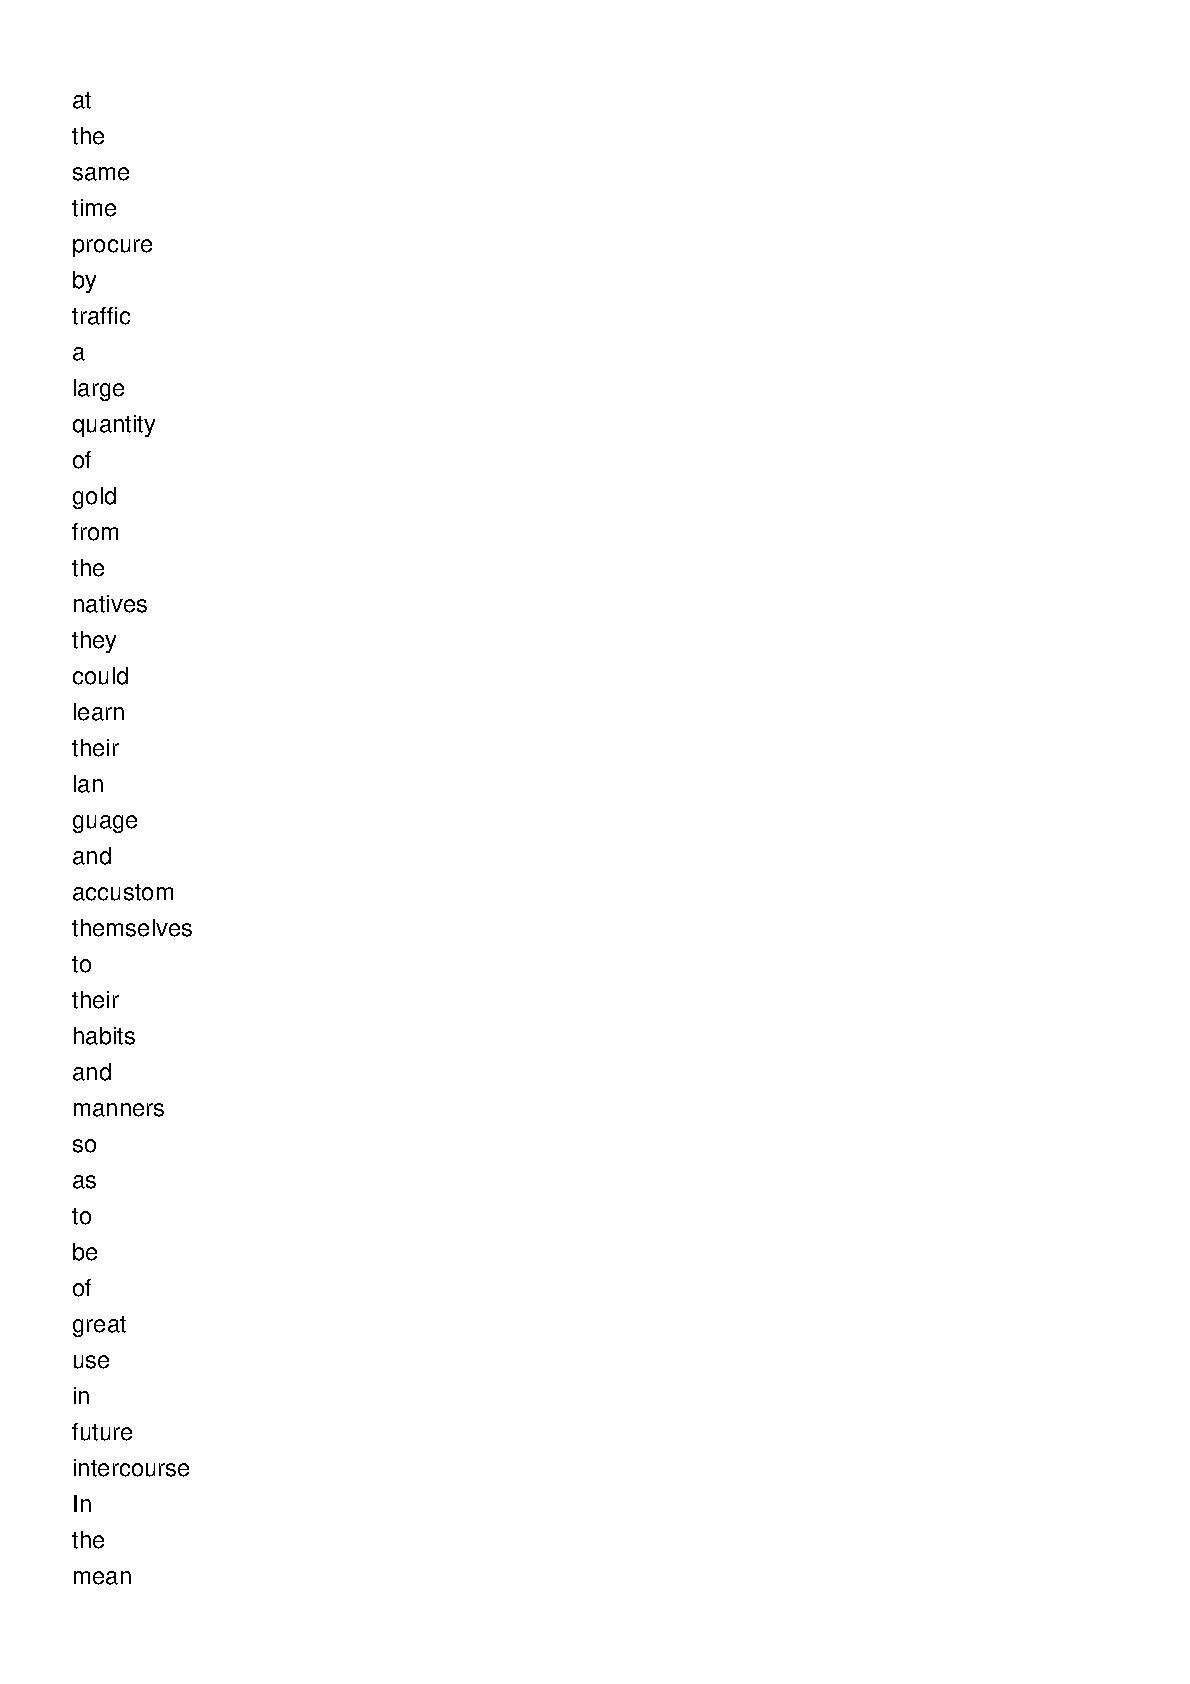 at
the
same
time
procure
by
traffic
a
large
quantity
of
gold
from
the
natives
they
could
learn
their
lan
guage
and
accustom
themselves
to
their
habits
and
manners
so
as
to
be
of
great
use
in
future
intercourse
In
the
mean